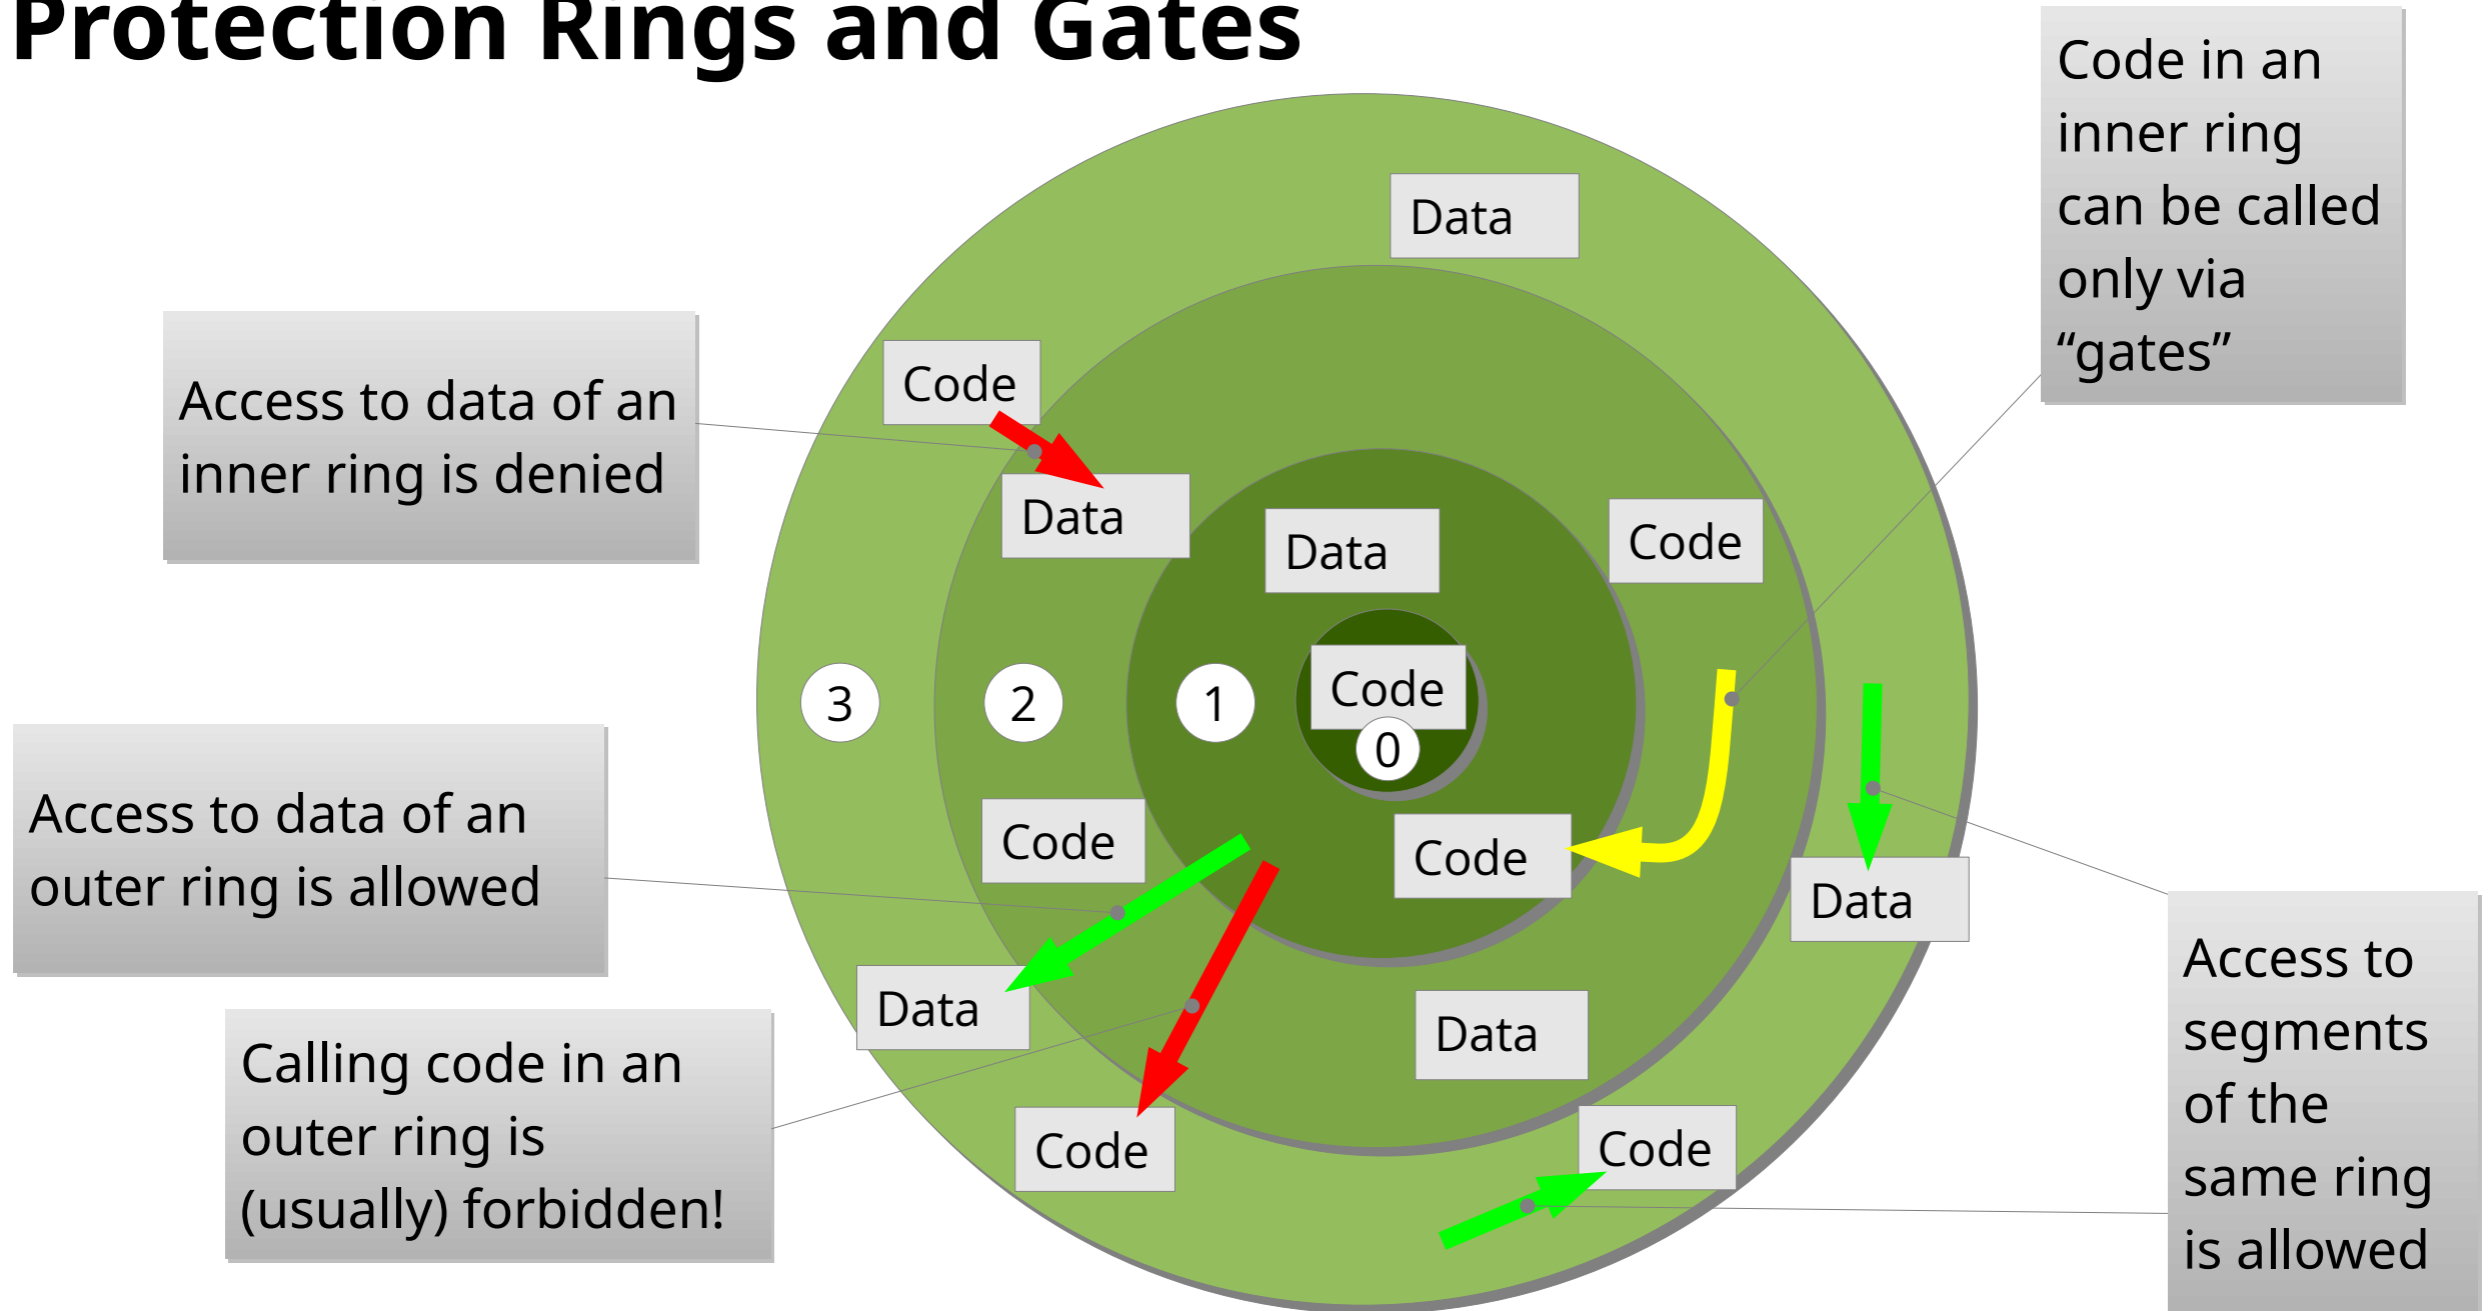 Protection Rings and Gates
Code in an
inner ring
can be called
only via
“gates”
Data
Code
Access to data of an
inner ring is denied
Data
Data
Code
Code
3
2
1
0
Access to data of an
outer ring is allowed
Code
Code
Data
Data
Data
Access to
segments
of the
same ring
is allowed
Calling code in an
outer ring is
(usually) forbidden!
Code
Code